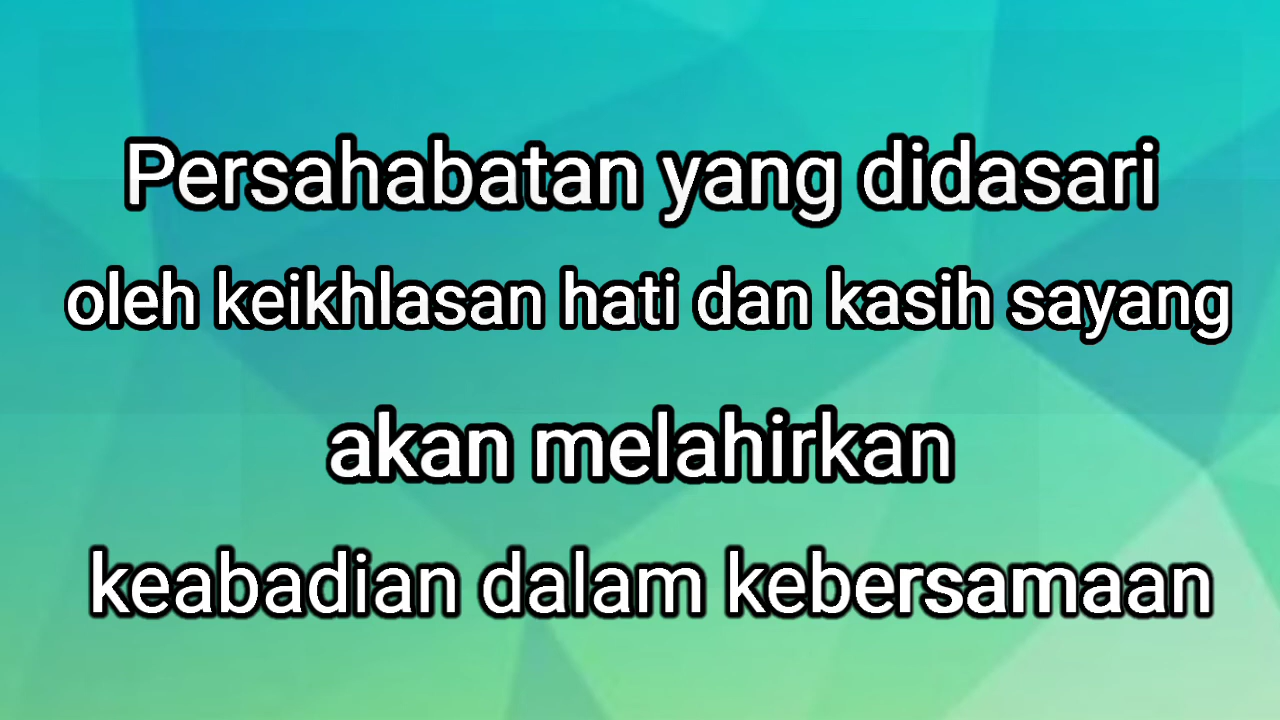 Persahabatan yang didasari
oleh keikhlasan hati dan kasih sayang
akan melahirkan
keabadian dalam kebersamaan